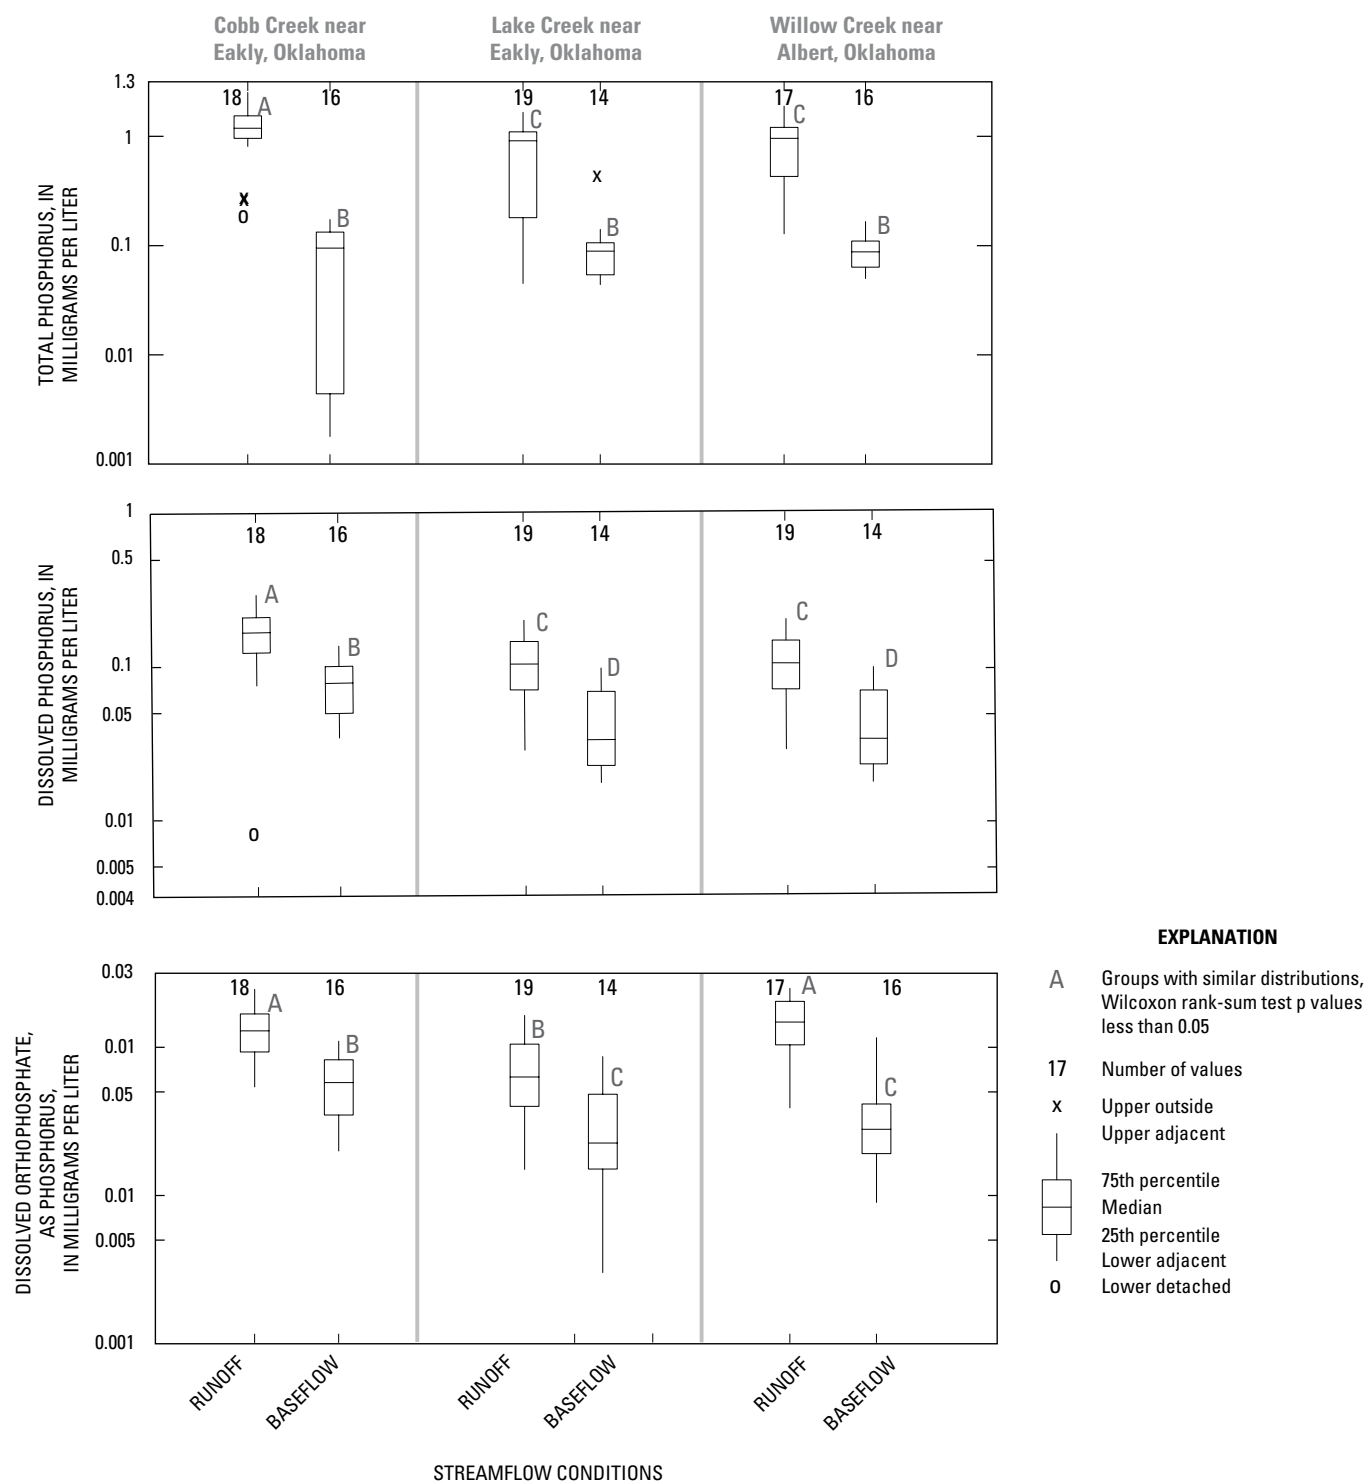 Cobb Creek near
Eakly, Oklahoma
Lake Creek near
Eakly, Oklahoma
Willow Creek near
Albert, Oklahoma
TOTAL PHOSPHORUS, IN
MILLIGRAMS PER LITER
1.3
1
0.1
0.01
0.001
18
A
16
B
19
C
14
B
17
C
16
B
x
x
o
x
DISSOLVED PHOSPHORUS, IN
MILLIGRAMS PER LITER
1
0.5
0.1
0.05
0.01
0.005
0.004
18
A
16
B
19
C
14
D
19
C
14
D
o
DISSOLVED ORTHOPHOSPHATE,
AS PHOSPHORUS,
IN MILLIGRAMS PER LITER
0.03
0.01
0.05
0.01
0.005
0.001
18
A
16
B
19
B
14
C
17
A
16
C
RUNOFF
BASEFLOW
RUNOFF
BASEFLOW
RUNOFF
BASEFLOW
STREAMFLOW CONDITIONS
EXPLANATION
A Groups with similar distributions,
Wilcoxon rank-sum test p values
less than 0.05
17 Number of values
x Upper outside
Upper adjacent
75th percentile
Median
25th percentile
Lower adjacent
o Lower detached